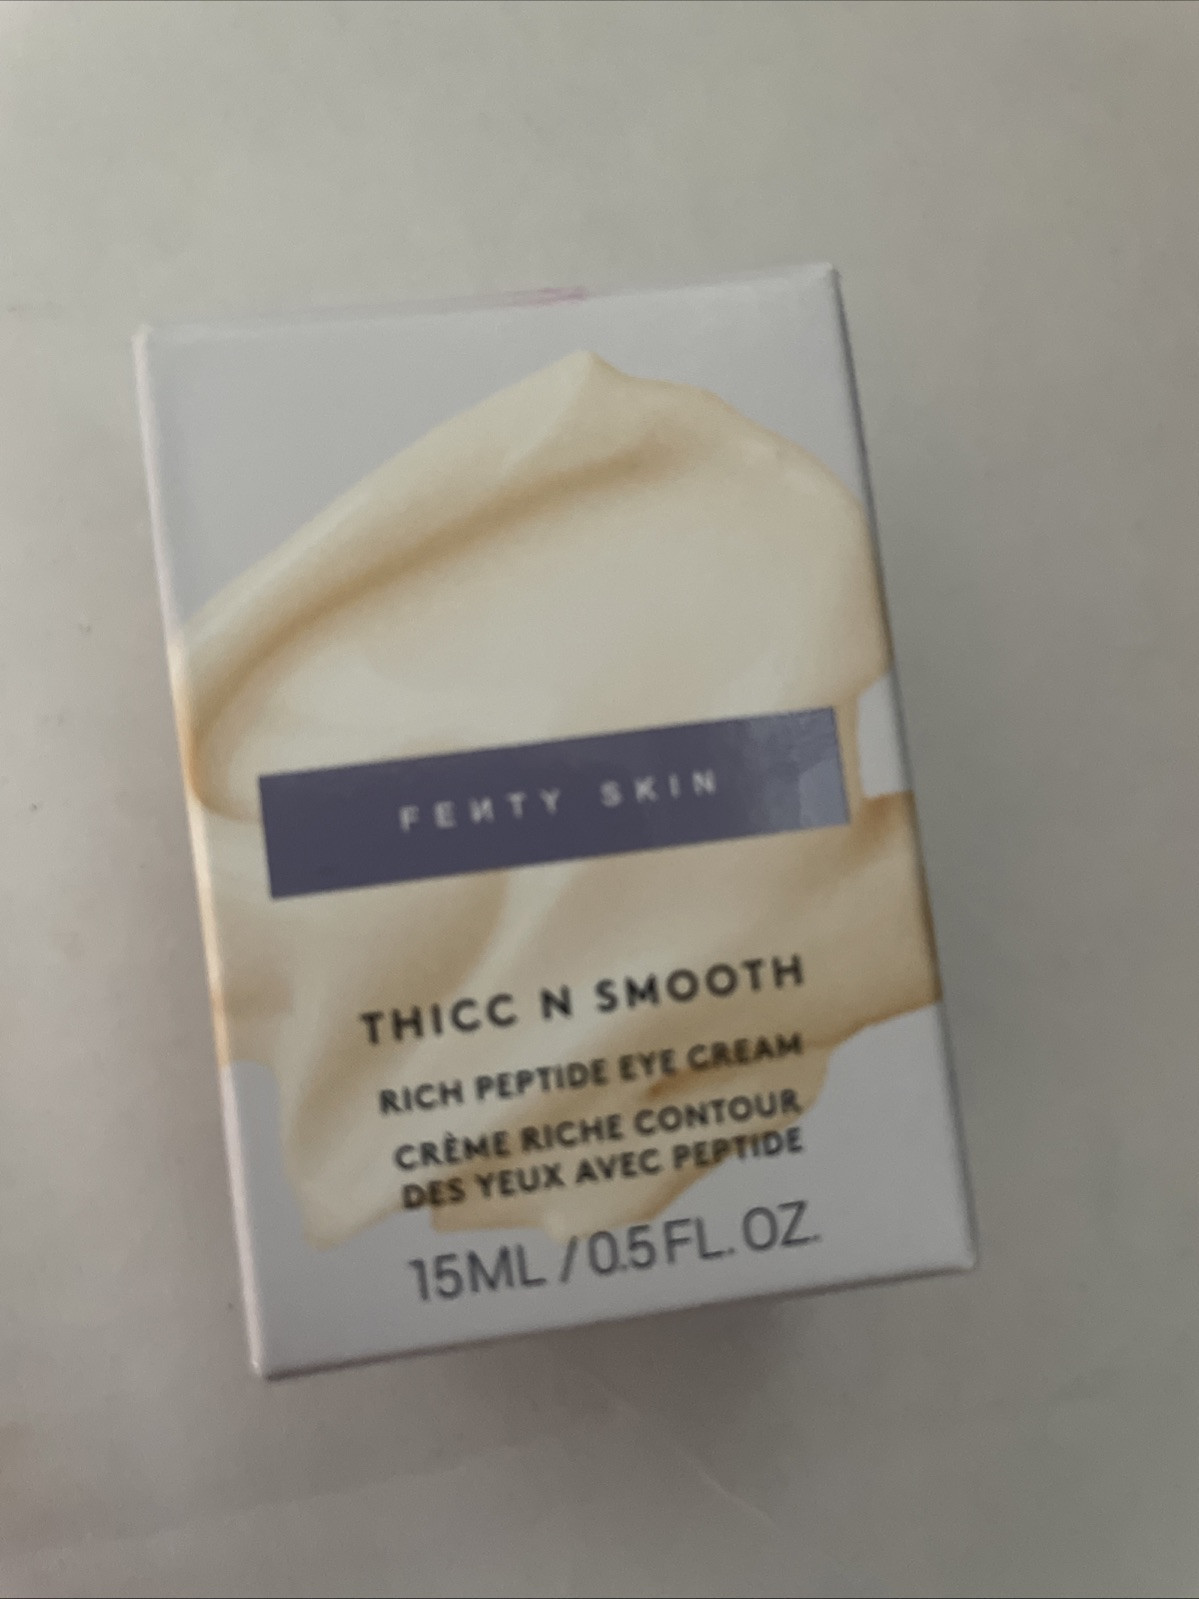 FEИTY SKIN
THICC N SMOOTH
RICH PEPTIDE EYE CREAM
CRÈME RICHE CONTOUR
DES YEUX AVEC PEPTIDE
15ML / 0.5 FL. OZ.